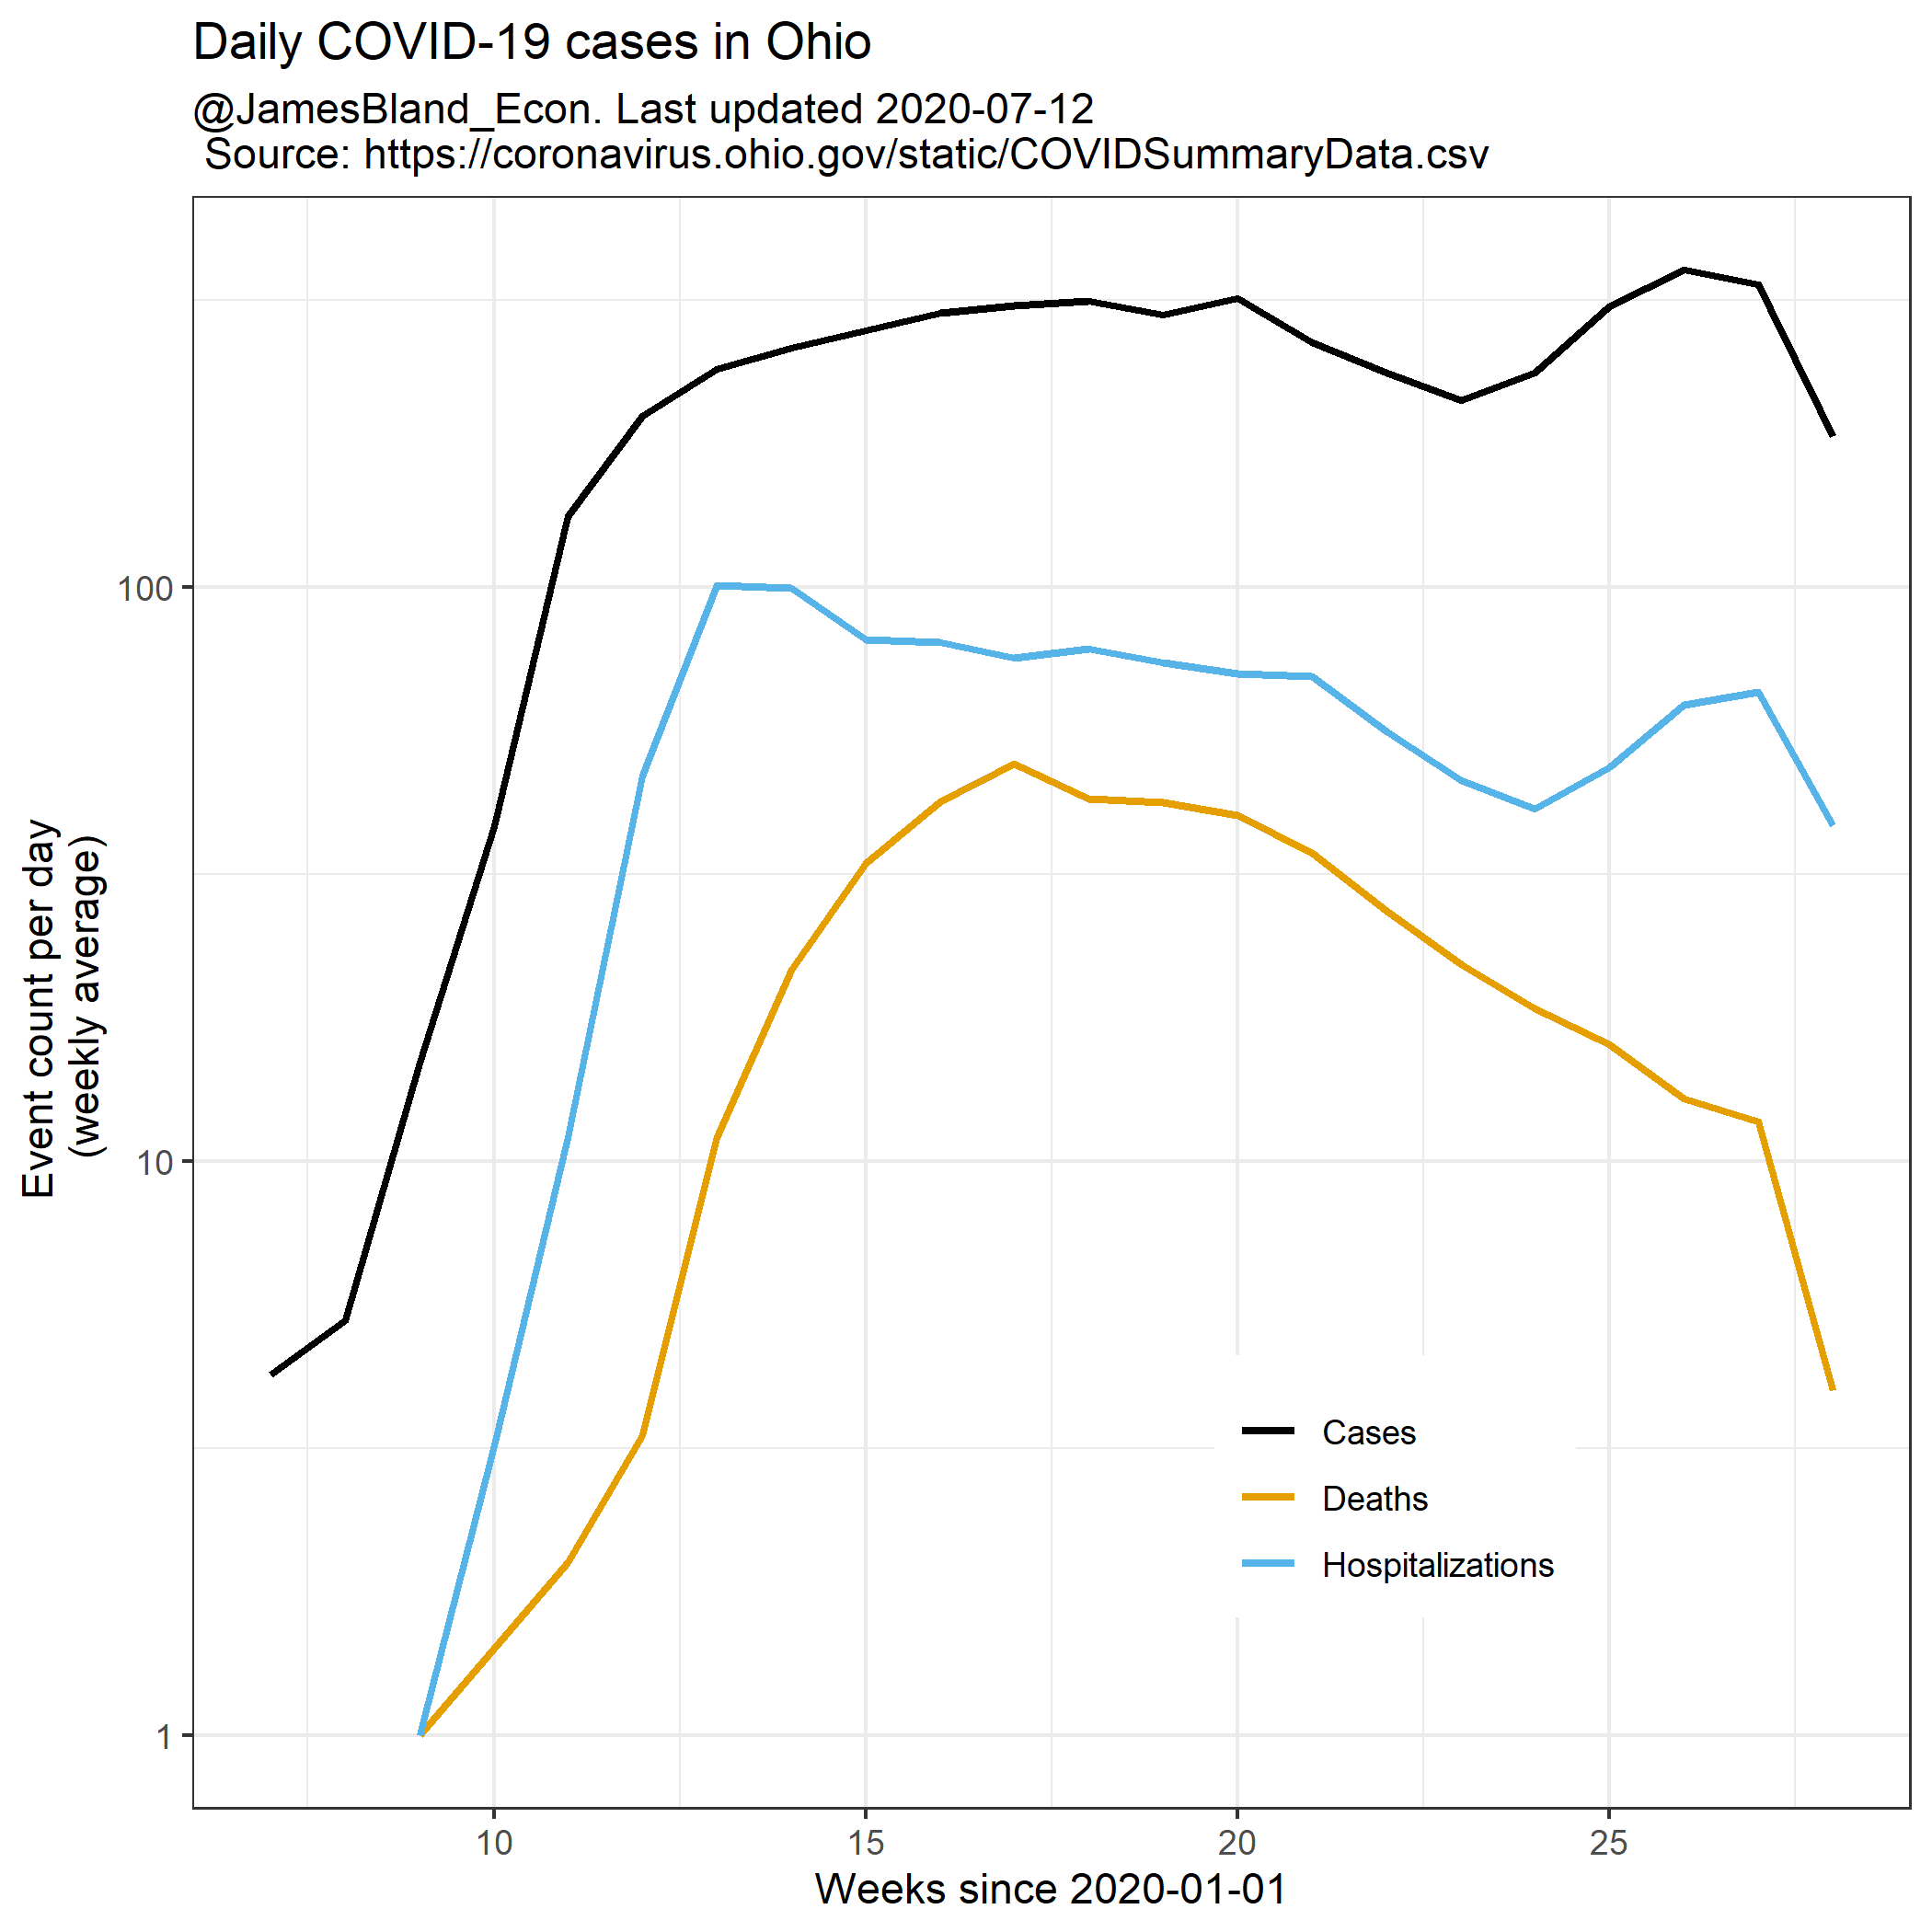 Daily COVID-19 cases in Ohio
@JamesBland_Econ. Last updated 2020-07-12
Source: https://coronavirus.ohio.gov/static/COVIDSummaryData.csv
Event count per day
(weekly average)
100
10
1
Cases
Deaths
Hospitalizations
10
15
20
25
Weeks since 2020-01-01